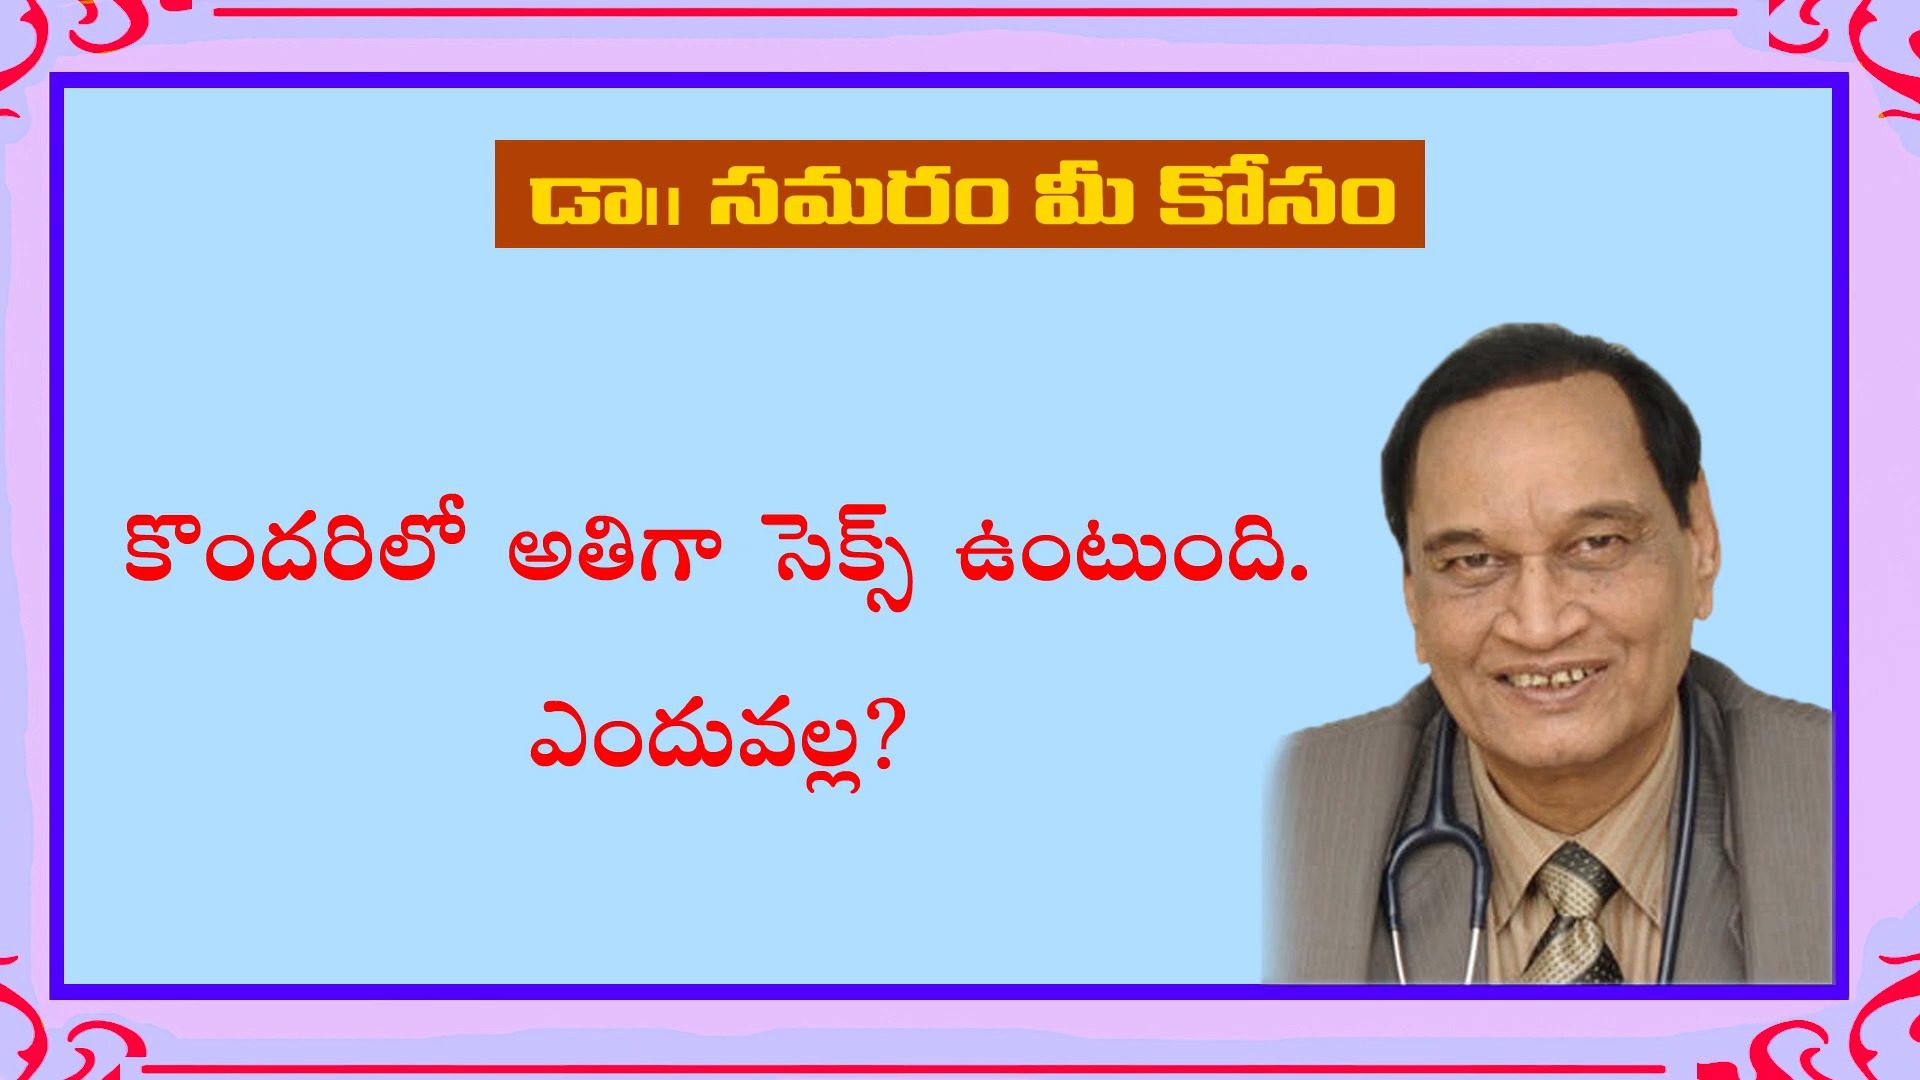 డా॥ సమరం మీ కోసం
కొందరిలో అతిగా సెక్స్ ఉంటుంది.
ఎందువల్ల?